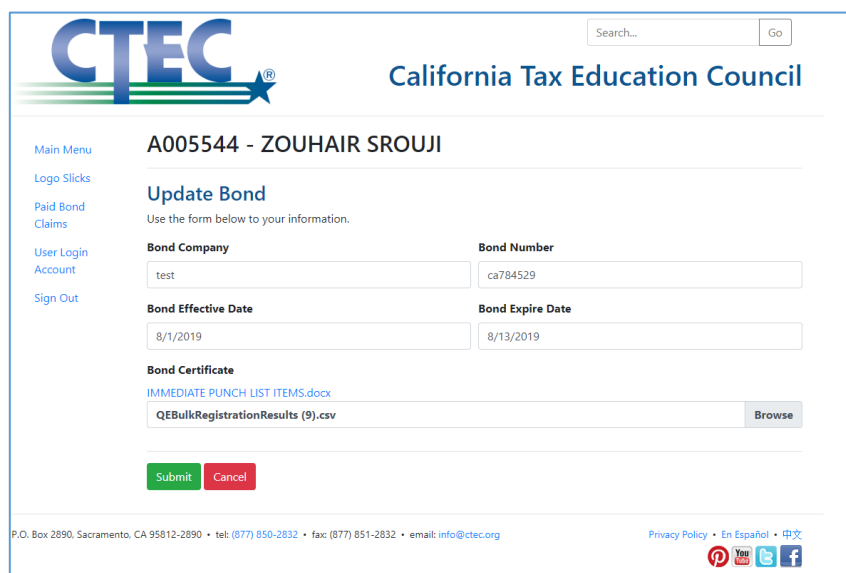 CTEC®
Search... Go
California Tax Education Council
Main Menu
Logo Slicks
Paid Bond
Claims
User Login
Account
Sign Out
A005544 - ZOUHAIR SROUJI
Update Bond
Use the form below to your information.
Bond Company Bond Number
test ca784529
Bond Effective Date Bond Expire Date
8/1/2019 8/13/2019
Bond Certificate
IMMEDIATE PUNCH LIST ITEMS.docx
QEBulkRegistrationResults (9).csv Browse
Submit Cancel
P.O. Box 2890, Sacramento, CA 95812-2890 • tel: (877) 850-2832 • fax: (877) 851-2832 • email: info@ctec.org Privacy Policy • En Español • 中文
You Tube